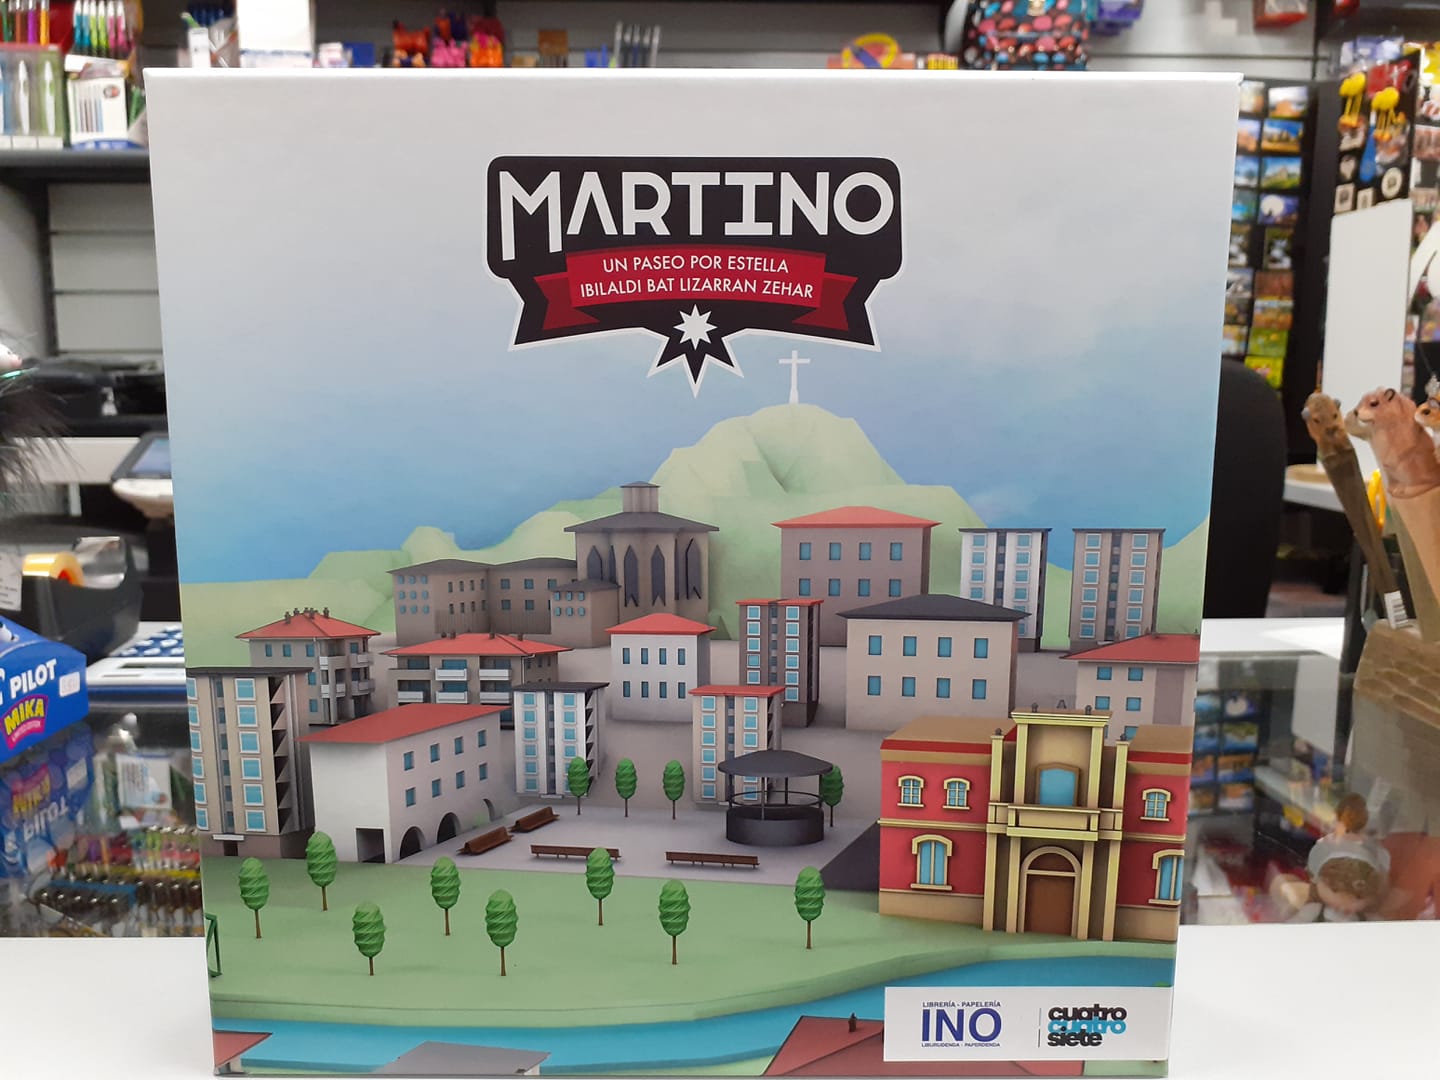 MARTINO
UN PASEO POR ESTELLA
IBILALDI BAT LIZARRAN ZEHAR
PILOT
MIKA
LIBRERÍA - PAPELERÍA
INO
LIBURUDENDA - PAPERDENDA
cuatro
cuatro
siete